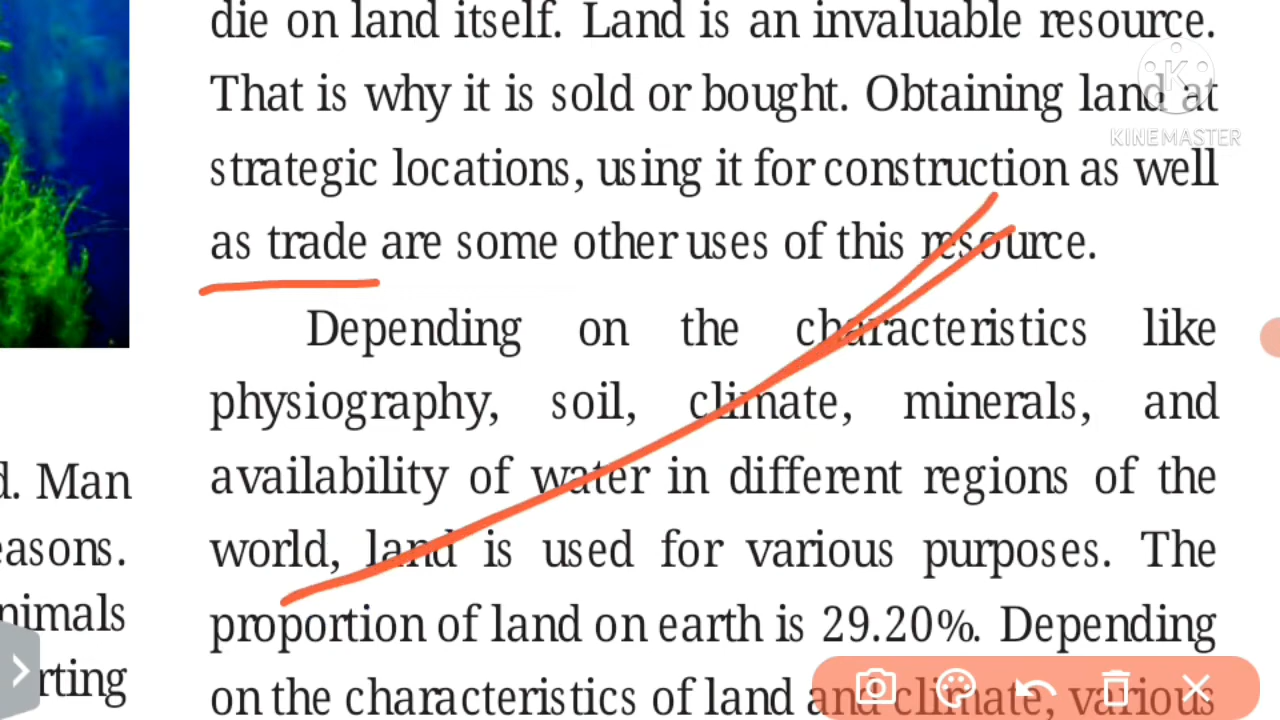 die on land itself. Land is an invaluable resource.
That is why it is sold or bought. Obtaining land at
strategic locations, using it for construction as well
as trade are some other uses of this resource.
Depending on the characteristics like
physiography, soil, climate, minerals, and
availability of water in different regions of the
world, land is used for various purposes. The
proportion of land on earth is 29.20%. Depending
on the characteristics of land and climate, various
d. Man
easons.
nimals
rting
K
KINEMASTER